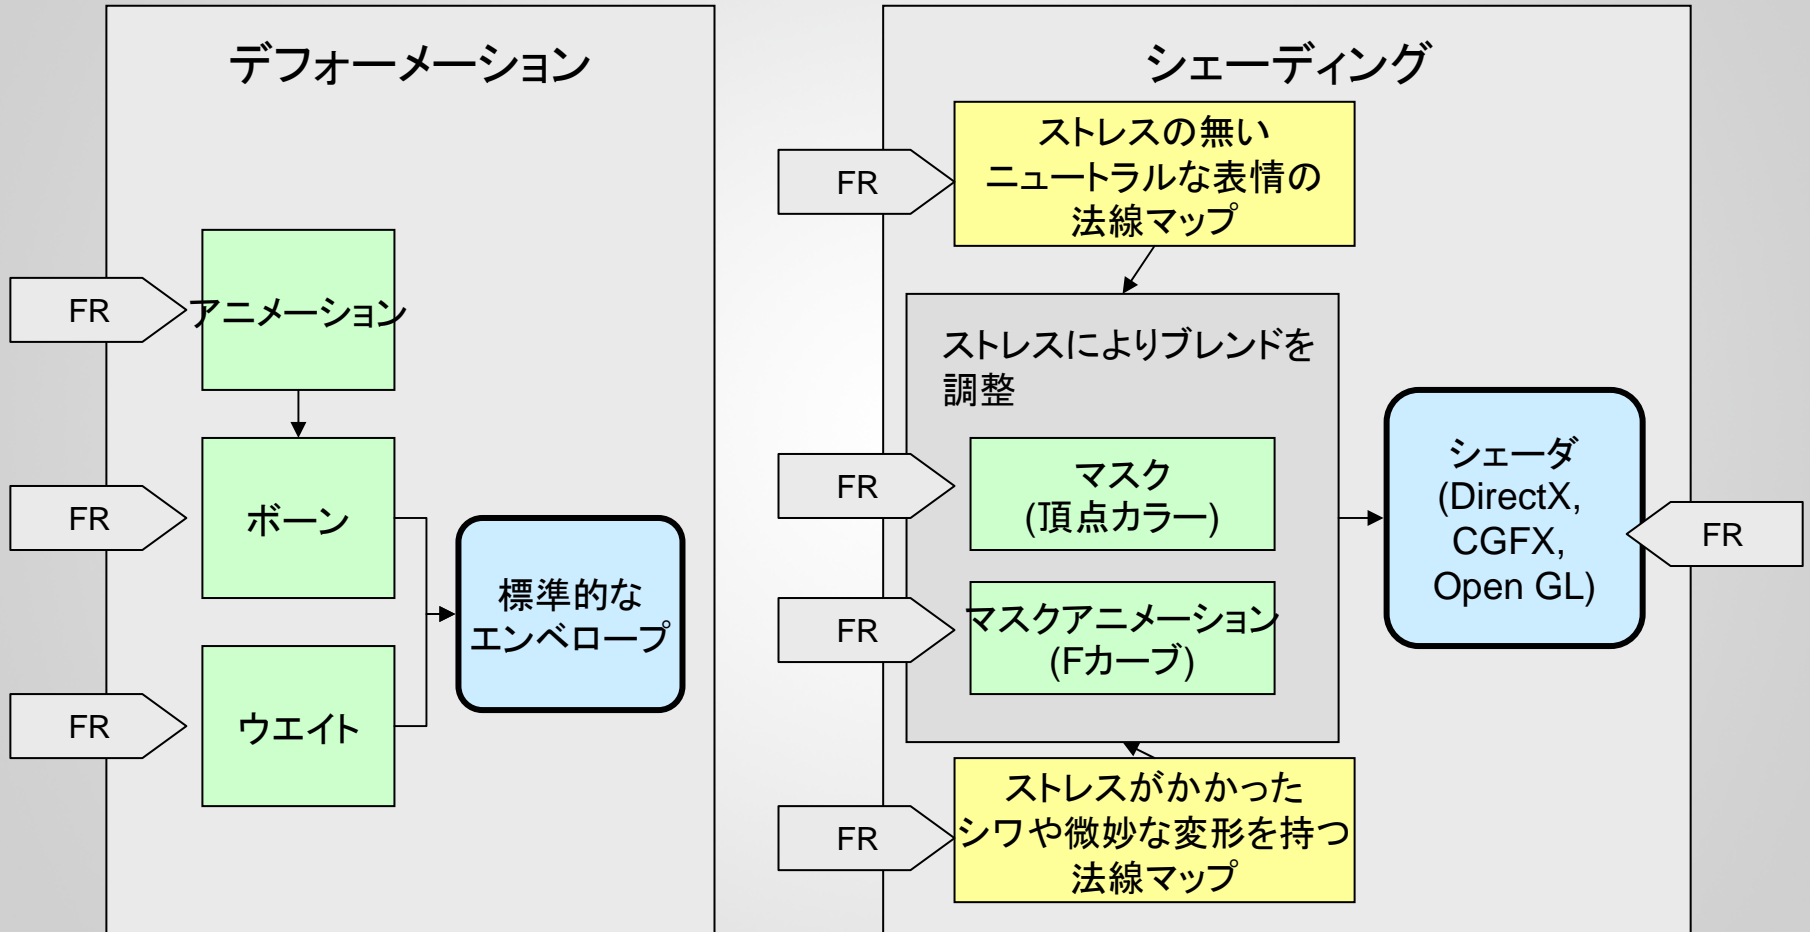 デフォーメーション
FR
アニメーション
FR
ボーン
FR
ウエイト
標準的な
エンベロープ
シェーディング
FR
ストレスの無い
ニュートラルな表情の
法線マップ
ストレスによりブレンドを
調整
FR
マスク
(頂点カラー)
FR
マスクアニメーション
(Fカーブ)
シェーダ
(DirectX,
CGFX,
Open GL)
FR
FR
ストレスがかかった
シワや微妙な変形を持つ
法線マップ